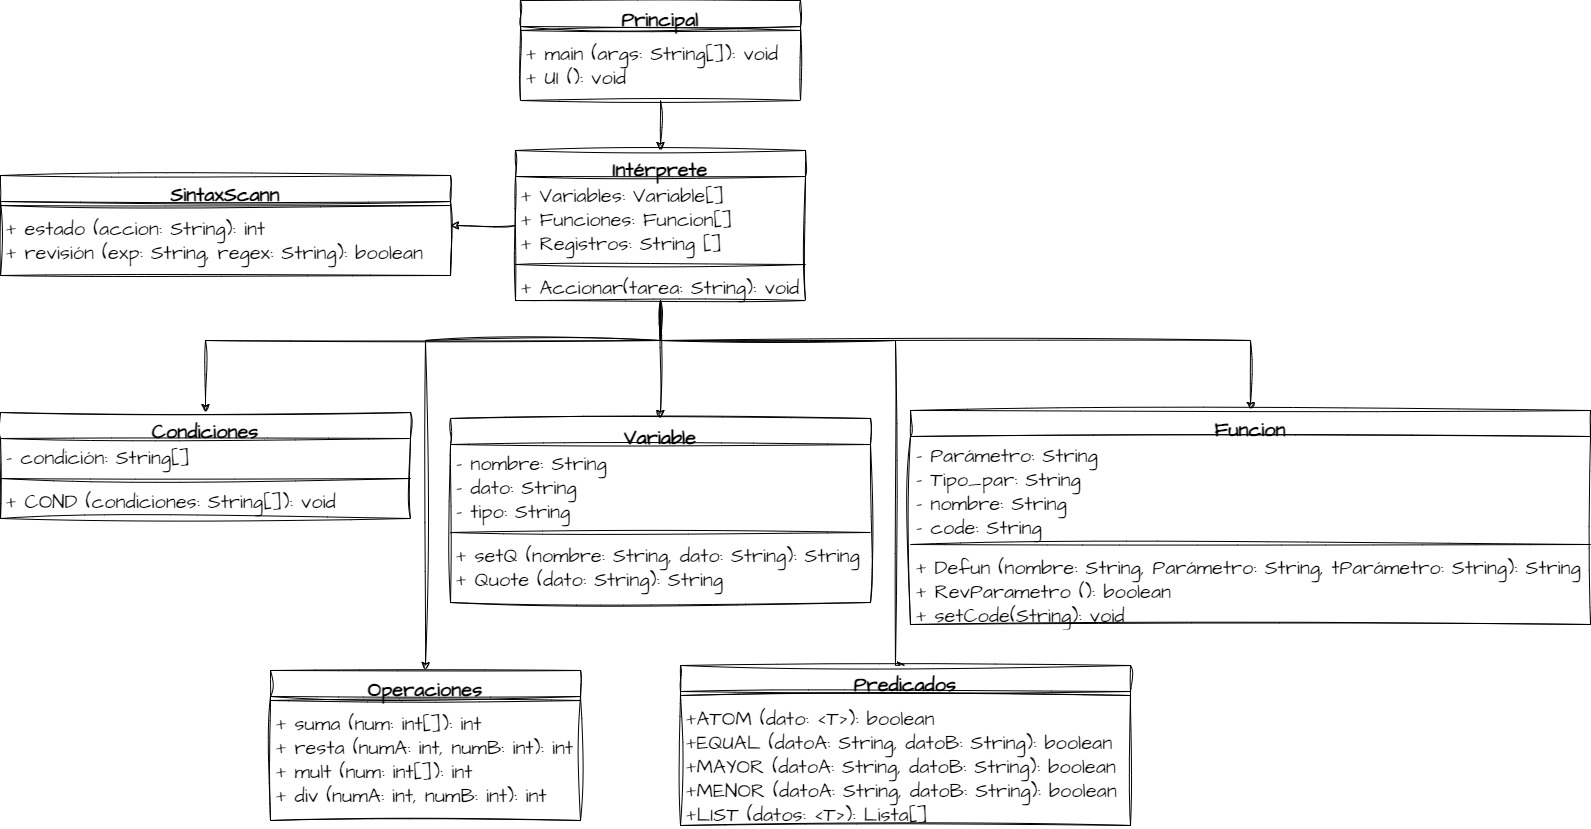 Principal
+ main (args: String[]): void
+ UI (): void
Intérprete
+ Variables: Variable[]
+ Funciones: Funcion[]
+ Registros: String []
+ Accionar(tarea: String): void
SintaxScann
+ estado (accion: String): int
+ revisión (exp: String, regex: String): boolean
Condiciones
- condición: String[]
+ COND (condiciones: String[]): void
Variable
- nombre: String
- dato: String
- tipo: String
+ setQ (nombre: String, dato: String): String
+ Quote (dato: String): String
Funcion
- Parámetro: String
- Tipo_par: String
- nombre: String
- code: String
+ Defun (nombre: String, Parámetro: String, tParámetro: String): String
+ RevParametro (): boolean
+ setCode(String): void
Operaciones
+ suma (num: int[]): int
+ resta (numA: int, numB: int): int
+ mult (num: int[]): int
+ div (numA: int, numB: int): int
Predicados
+ATOM (dato: <T>): boolean
+EQUAL (datoA: String, datoB: String): boolean
+MAYOR (datoA: String, datoB: String): boolean
+MENOR (datoA: String, datoB: String): boolean
+LIST (datos: <T>): Lista[]